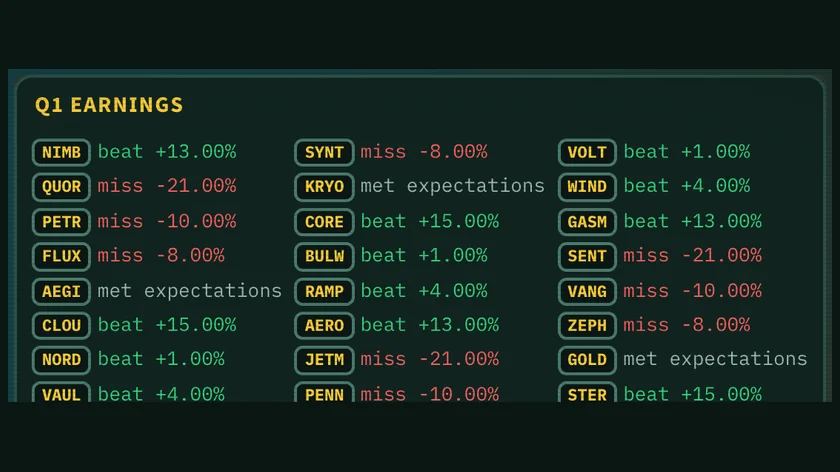 Q1 EARNINGS
NIMB beat +13.00% SYNT miss -8.00% VOLT beat +1.00%
QUOR miss -21.00% KRYO met expectations WIND beat +4.00%
PETR miss -10.00% CORE beat +15.00% GASM beat +13.00%
FLUX miss -8.00% BULW beat +1.00% SENT miss -21.00%
AEGI met expectations RAMP beat +4.00% VANG miss -10.00%
CLOU beat +15.00% AERO beat +13.00% ZEPH miss -8.00%
NORD beat +1.00% JETM miss -21.00% GOLD met expectations
VAUL beat +4.00% PENN miss -10.00% STER beat +15.00%